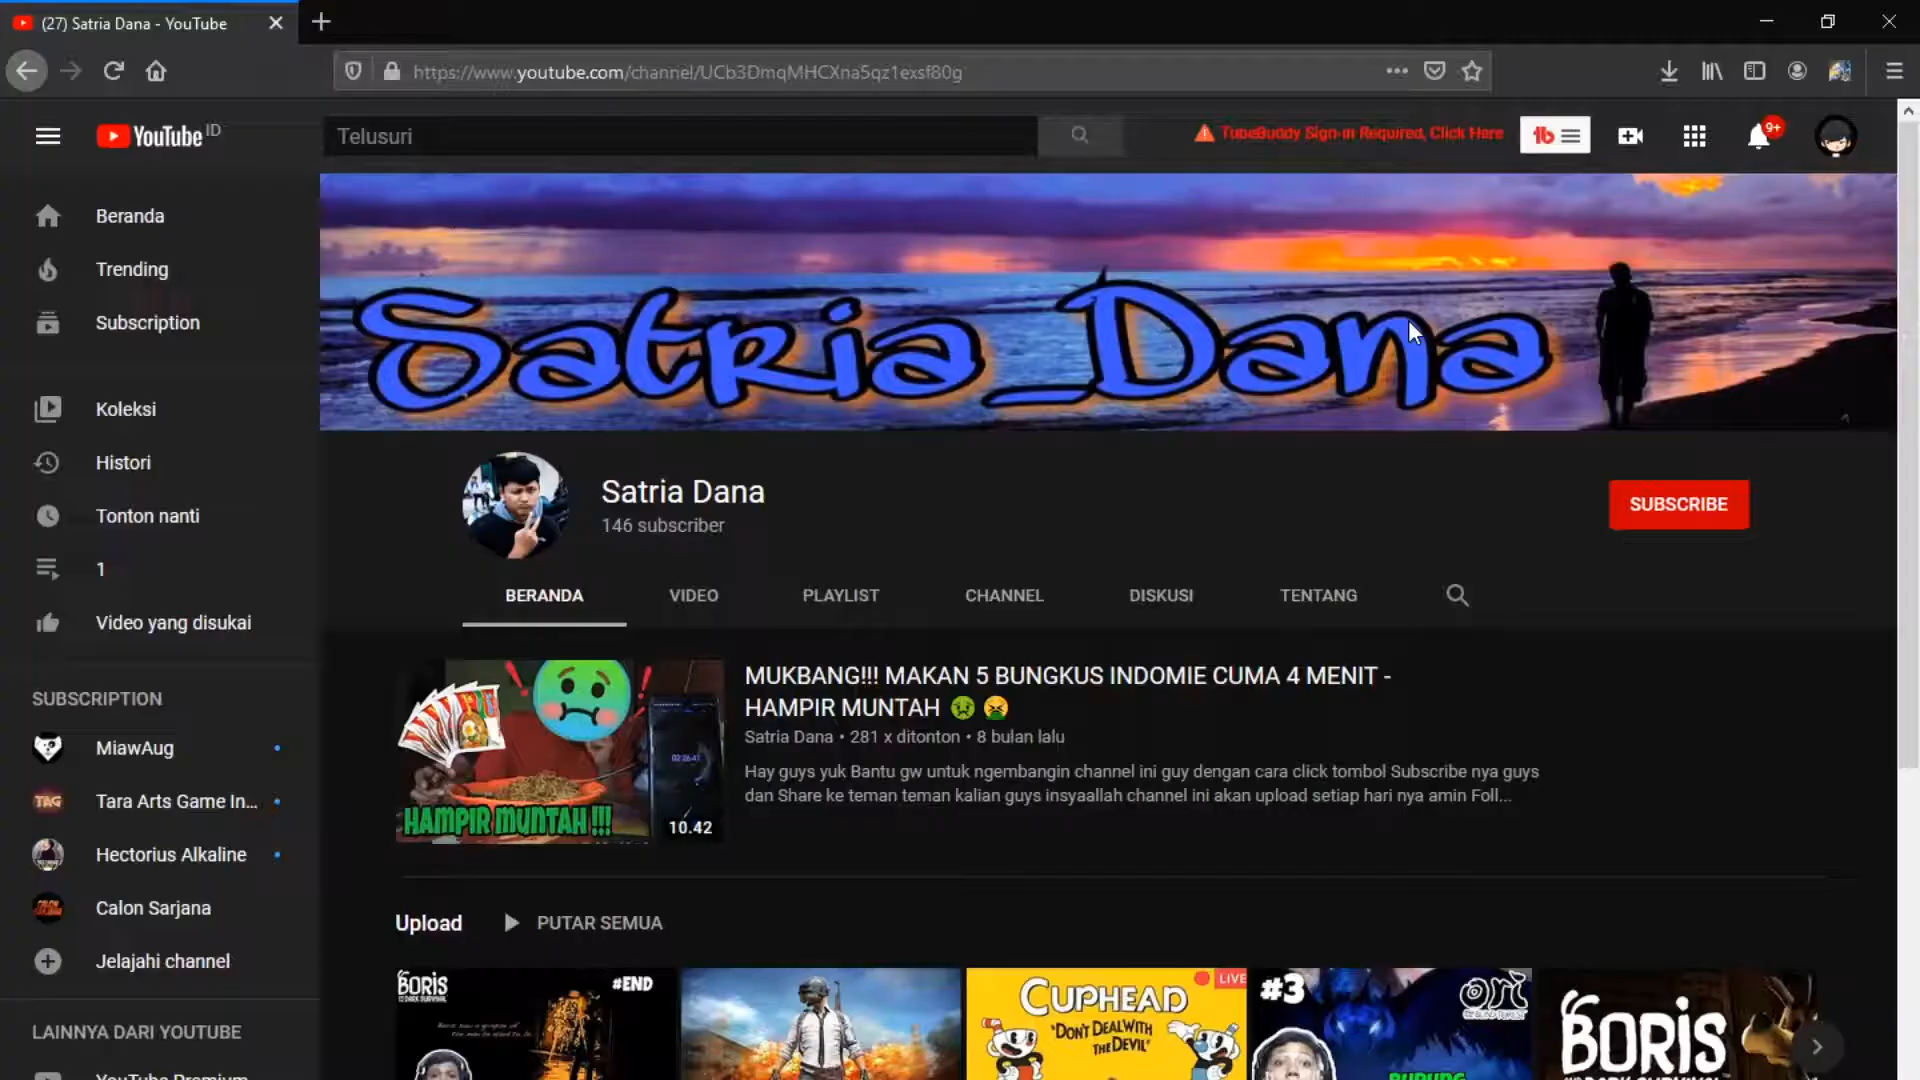 (27) Satria Dana - YouTube
https://www.youtube.com/channel/UCb3DmqMHCXna5qz1exsf80g
YouTube ID
Telusuri
TubeBuddy Sign-in Required, Click Here
tb
9+
Beranda
Trending
Subscription
Koleksi
Histori
Tonton nanti
1
Video yang disukai
SUBSCRIPTION
MiawAug
TAG
Tara Arts Game In...
Hectorius Alkaline
Calon Sarjana
Jelajahi channel
LAINNYA DARI YOUTUBE
YouTube Premium
Satria_Dana
Satria Dana
146 subscriber
SUBSCRIBE
BERANDA
VIDEO
PLAYLIST
CHANNEL
DISKUSI
TENTANG
HAMPIR MUNTAH !!!
10.42
MUKBANG!!! MAKAN 5 BUNGKUS INDOMIE CUMA 4 MENIT -
HAMPIR MUNTAH 🤢 🤮
Satria Dana • 281 x ditonton • 8 bulan lalu
Hay guys yuk Bantu gw untuk ngembangin channel ini guy dengan cara click tombol Subscribe nya guys
dan Share ke teman teman kalian guys insyaallah channel ini akan upload setiap hari nya amin Foll...
Upload
PUTAR SEMUA
BORIS
#END
CUPHEAD
"DON'T DEAL WITH
THE DEVIL"
LIVE
#3
ori
BURUNG
BORIS